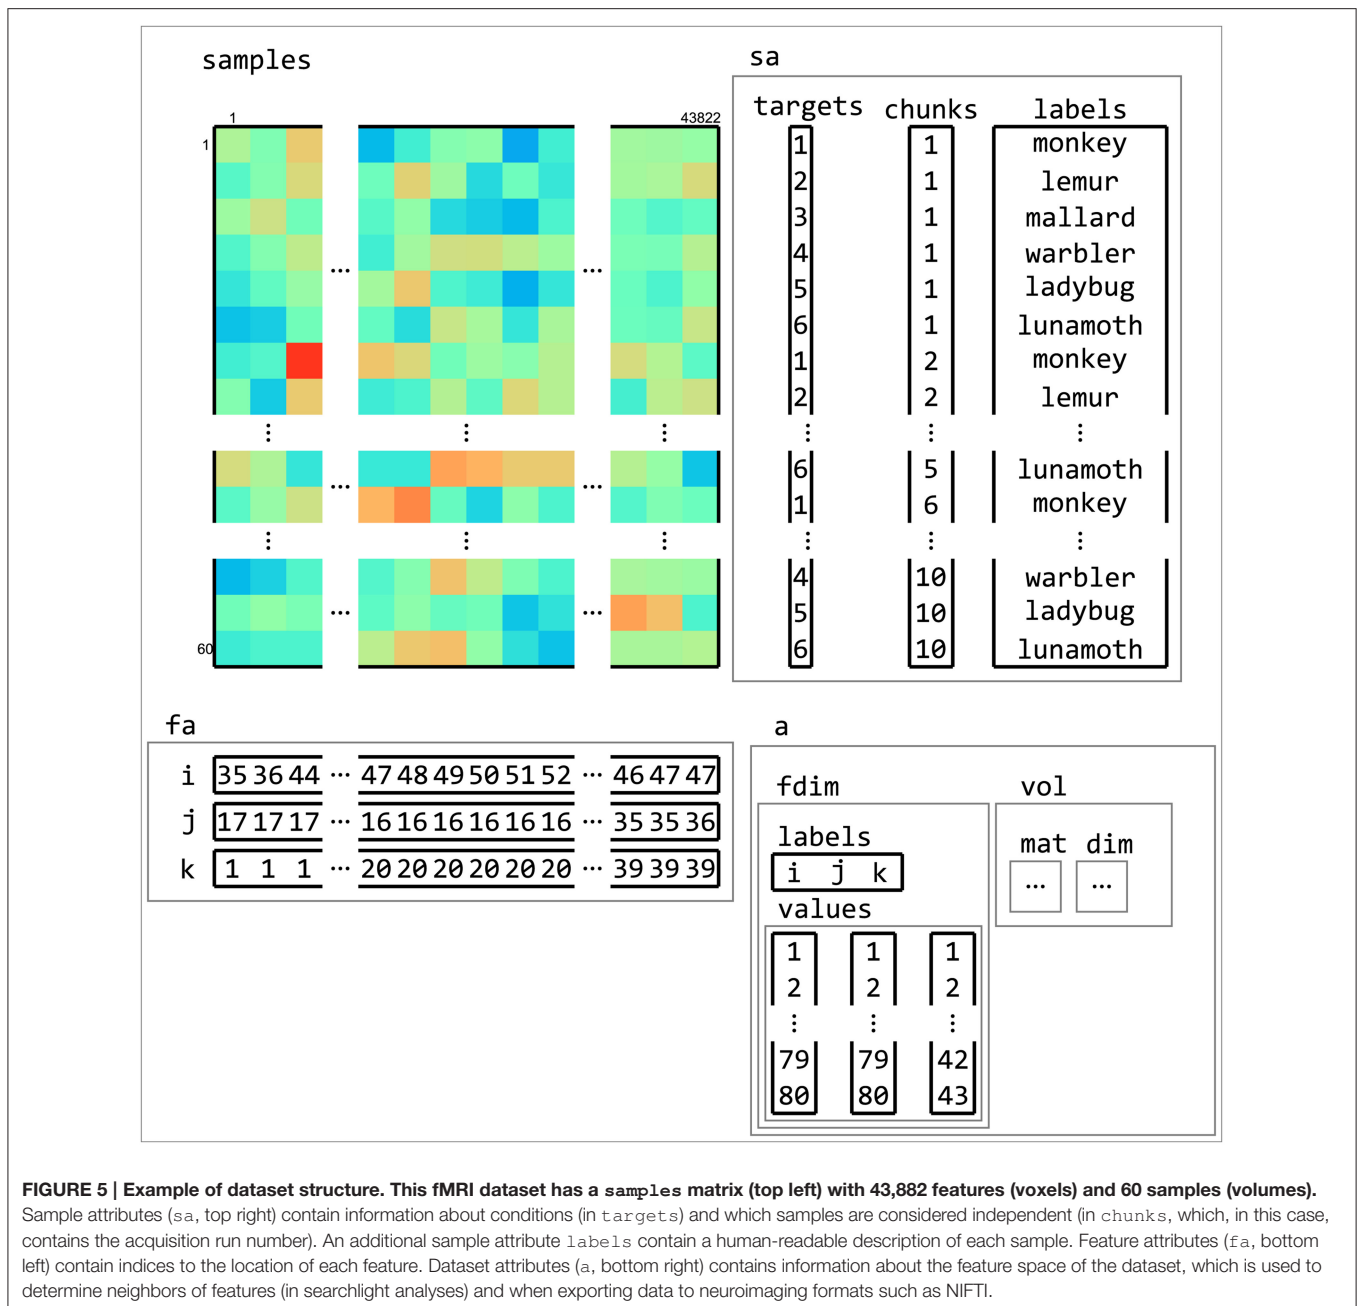 samples
1
43822
1
...
...
⋮
⋮
⋮
...
...
⋮
⋮
⋮
...
...
60
sa
targets chunks labels
1 1 monkey
2 1 lemur
3 1 mallard
4 1 warbler
5 1 ladybug
6 1 lunamoth
1 2 monkey
2 2 lemur
⋮ ⋮ ⋮
6 5 lunamoth
1 6 monkey
⋮ ⋮ ⋮
4 10 warbler
5 10 ladybug
6 10 lunamoth
fa
i 35 36 44 ... 47 48 49 50 51 52 ... 46 47 47
j 17 17 17 ... 16 16 16 16 16 16 ... 35 35 36
k 1 1 1 ... 20 20 20 20 20 20 ... 39 39 39
a
fdim
labels
i j k
values
1 1 1
2 2 2
⋮ ⋮ ⋮
79 79 42
80 80 43
vol
mat dim
... ...
FIGURE 5 | Example of dataset structure. This fMRI dataset has a samples matrix (top left) with 43,882 features (voxels) and 60 samples (volumes).
Sample attributes (sa, top right) contain information about conditions (in targets) and which samples are considered independent (in chunks, which, in this case,
contains the acquisition run number). An additional sample attribute labels contain a human-readable description of each sample. Feature attributes (fa, bottom
left) contain indices to the location of each feature. Dataset attributes (a, bottom right) contains information about the feature space of the dataset, which is used to
determine neighbors of features (in searchlight analyses) and when exporting data to neuroimaging formats such as NIFTI.